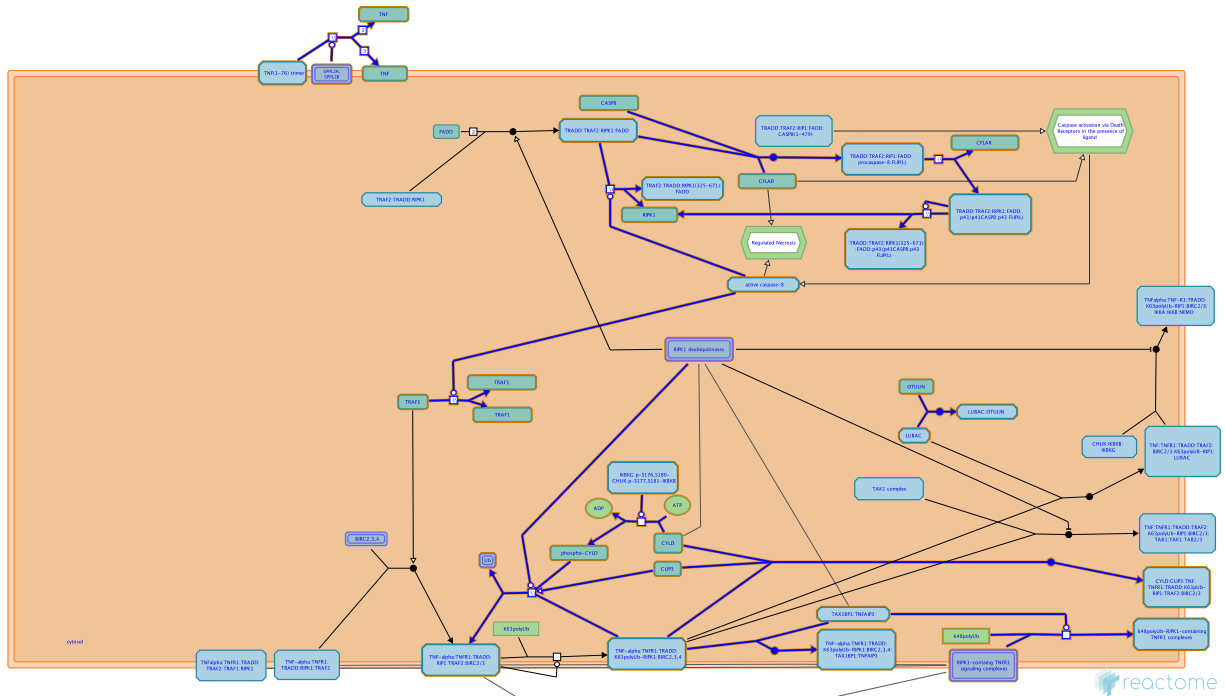 TNF
TNF(1-76) trimer
SPPL2A,
SPPL2B
TNF
CASP8
FADD
2
TRADD:TRAF2:RIPK1:FADD
TRADD:TRAF2:RIP1:FADD:
CASP8(1-479)
Caspase activation via Death
Receptors in the presence of
ligand
CFLAR
TRADD:TRAF2:RIP1:FADD:
procaspase-8:FLIP(L)
CFLAR
TRAF2:TRADD:RIPK1
TRAF2:TRADD:RIPK1(325-671):
FADD
RIPK1
TRADD:TRAF2:RIPK1:FADD:
p43/p41CASP8:p43 FLIP(L)
Regulated Necrosis
TRADD:TRAF2:RIPK1(325-671)
:FADD:p43/p41CASP8:p43
FLIP(L)
active caspase-8
TNFalpha:TNF-R1:TRADD:
K63polyUb-RIP1:BIRC2/3:
IKKA:IKKB:NEMO
RIPK1 deubiquitinases
TRAF1
TRAF1
TRAF1
OTULIN
LUBAC:OTULIN
LUBAC
CHUK:IKBKB:
IKBKG
TNF:TNFR1:TRADD:TRAF2:
BIRC2/3:K63polyUB-RIP1:
LUBAC
IKBKG:p-S176,S180-
CHUK:p-S177,S181-IKBKB
TAX1 complex
ADP
ATP
CYLD
phospho-CYLD
BIRC2,3,4
Ub
CLIP3
TNF:TNFR1:TRADD:TRAF2:
K63polyUb-RIP1:BIRC2/3:
TAB1:TAK1:TAB2/3
CYLD:CLIP3:TNF:
TNFR1:TRADD:K63pUb-
RIP1:TRAF2:BIRC2/3
TAX1BP1:TNFAIP3
K63polyUb
K48polyUb
K48polyUb-RIPK1-containing
TNFR1 complexes
cytosol
TNFalpha:TNFR1:TRADD:
TRAF2:TRAF1:RIPK1
TNF-alpha:TNFR1:
TRADD:RIPK1:TRAF2
TNF-alpha:TNFR1:TRADD:
RIP1:TRAF2:BIRC2/3
TNF-alpha:TNFR1:TRADD:
K63polyUb-RIPK1:BIRC2,3,4
TNF-alpha:TNFR1:TRADD:
K63polyUb-RIPK1:BIRC2,3,4:
TAX1BP1:TNFAIP3
RIPK1-containg TNFR1
signaling complexes
reactome